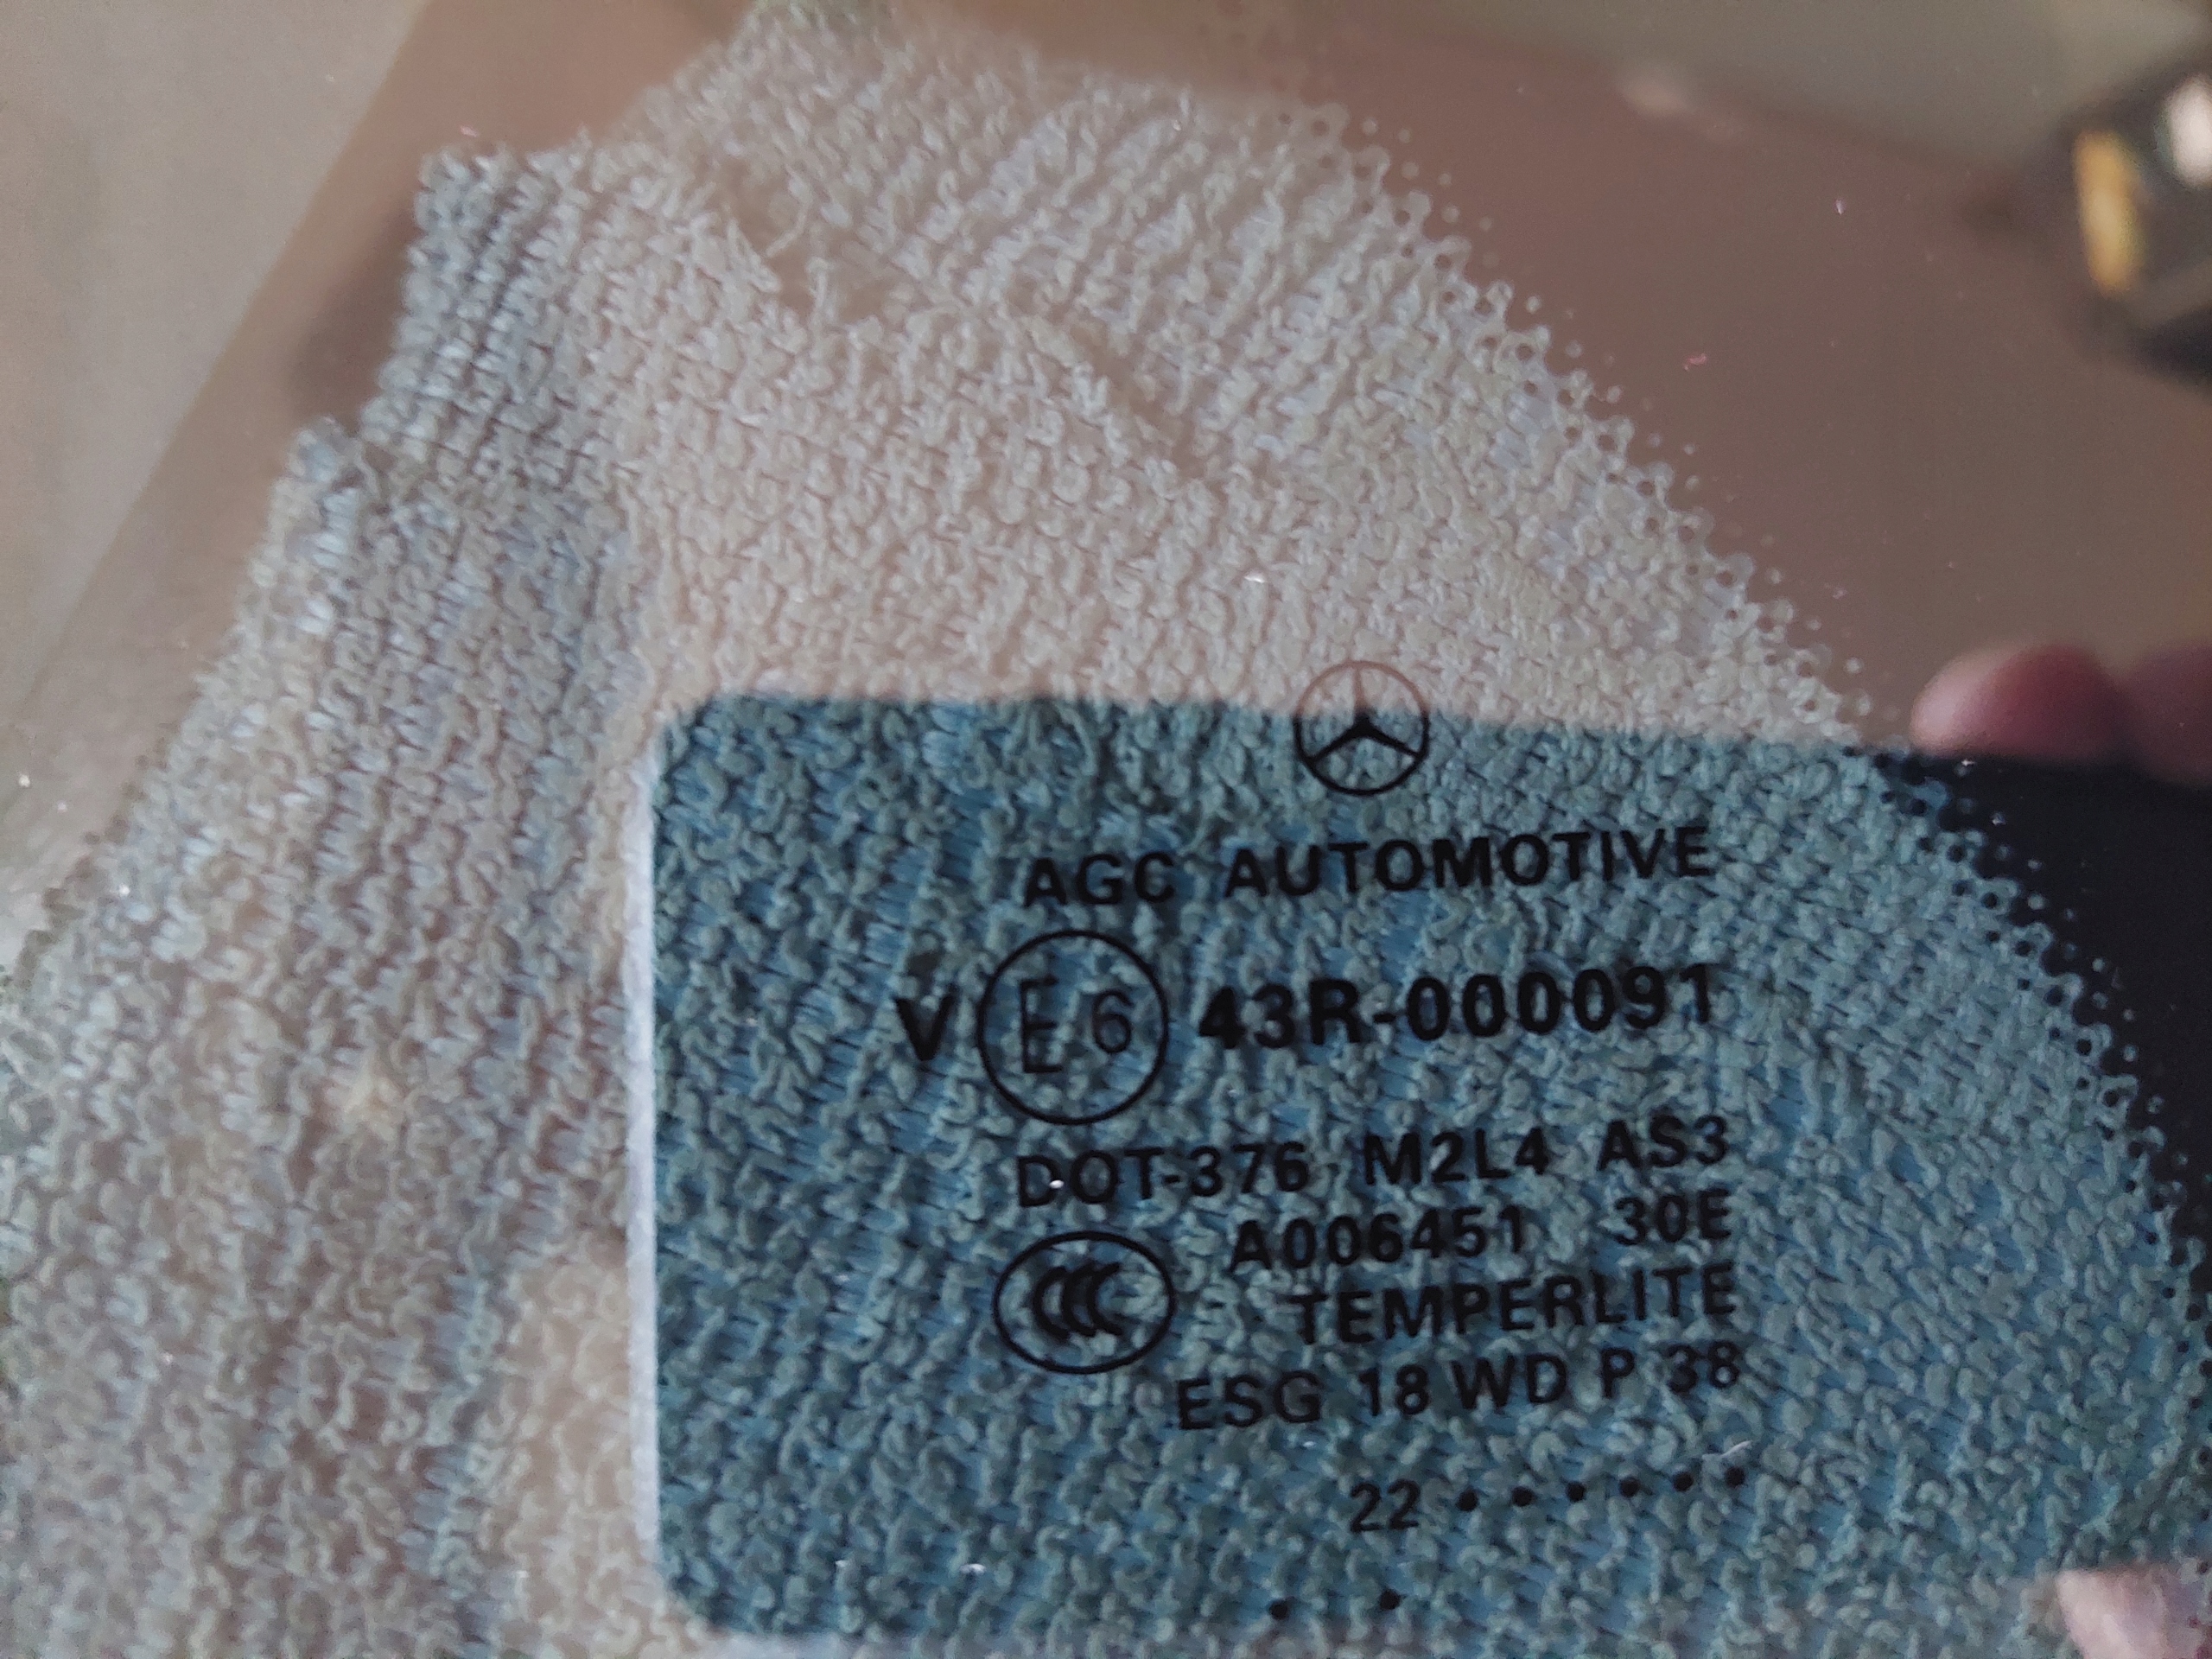 AGC AUTOMOTIVE
V E6 43R-000091
DOT-376 M2L4 AS3
A006451 30E
CCC TEMPERLITE
ESG 18 WD P 38
22 • • • • • •
• •